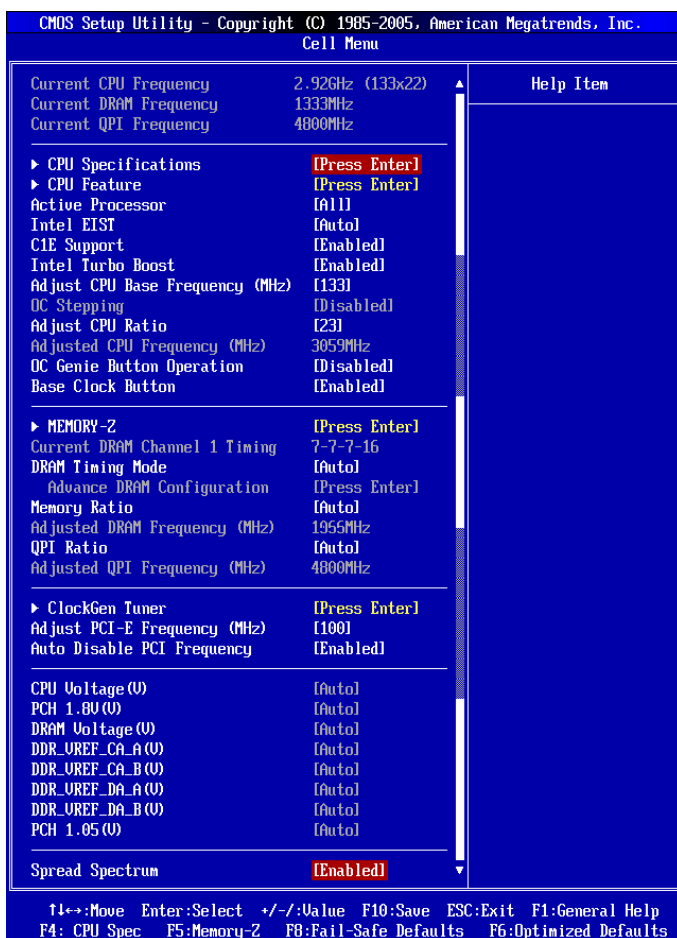 CMOS Setup Utility - Copyright (C) 1985-2005, American Megatrends, Inc.
Cell Menu
Current CPU Frequency 2.92GHz (133x22)
Current DRAM Frequency 1333MHz
Current QPI Frequency 4800MHz
Help Item
CPU Specifications [Press Enter]
CPU Feature [Press Enter]
Active Processor [All]
Intel EIST [Auto]
C1E Support [Enabled]
Intel Turbo Boost [Enabled]
Adjust CPU Base Frequency (MHz) [133]
OC Stepping [Disabled]
Adjust CPU Ratio [23]
Adjusted CPU Frequency (MHz) 3059MHz
OC Genie Button Operation [Disabled]
Base Clock Button [Enabled]
MEMORY-Z [Press Enter]
Current DRAM Channel 1 Timing 7-7-7-16
DRAM Timing Mode [Auto]
Advance DRAM Configuration [Press Enter]
Memory Ratio [Auto]
Adjusted DRAM Frequency (MHz) 1955MHz
QPI Ratio [Auto]
Adjusted QPI Frequency (MHz) 4800MHz
ClockGen Tuner [Press Enter]
Adjust PCI-E Frequency (MHz) [100]
Auto Disable PCI Frequency [Enabled]
CPU Voltage(V) [Auto]
PCH 1.8V(V) [Auto]
DRAM Voltage(V) [Auto]
DDR_VREF_CA_A(V) [Auto]
DDR_VREF_CA_B(V) [Auto]
DDR_VREF_DA_A(V) [Auto]
DDR_VREF_DA_B(V) [Auto]
PCH 1.05(V) [Auto]
Spread Spectrum [Enabled]
↑↓←→:Move Enter:Select +/-/:Value F10:Save ESC:Exit F1:General Help
F4: CPU Spec F5:Memory-Z F8:Fail-Safe Defaults F6:Optimized Defaults